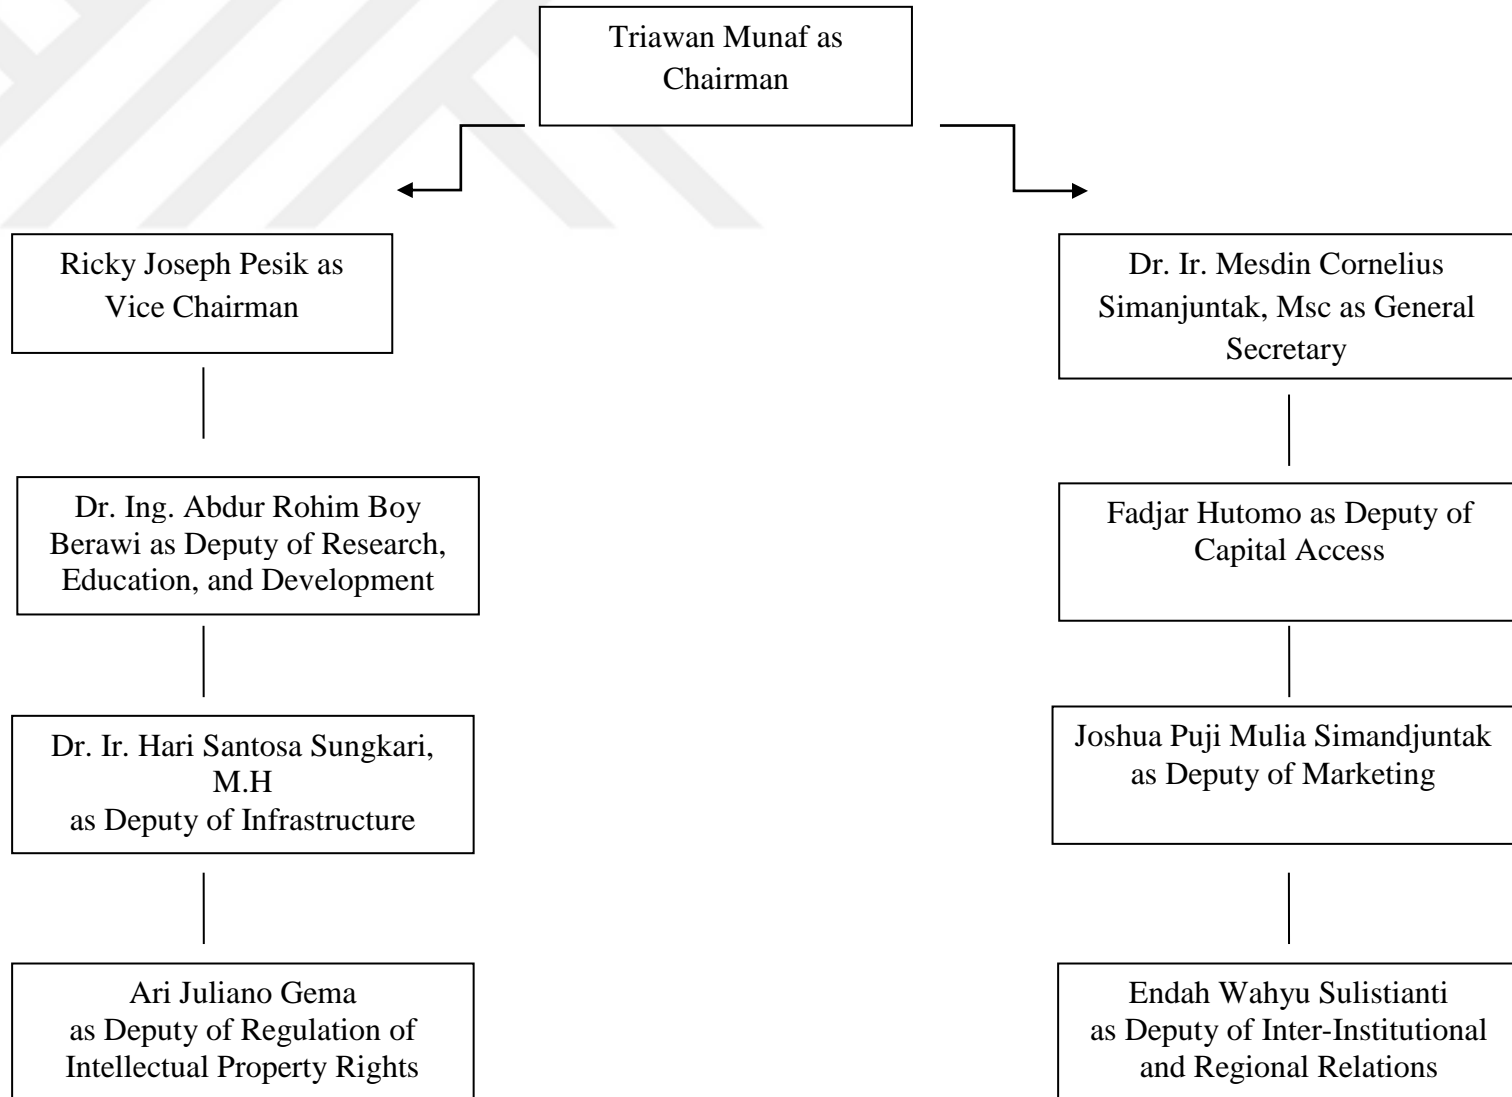 Triawan Munaf as
Chairman
Ricky Joseph Pesik as
Vice Chairman
Dr. Ir. Mesdin Cornelius
Simanjuntak, Msc as General
Secretary
Dr. Ing. Abdur Rohim Boy
Berawi as Deputy of Research,
Education, and Development
Fadjar Hutomo as Deputy of
Capital Access
Dr. Ir. Hari Santosa Sungkari,
M.H
as Deputy of Infrastructure
Joshua Puji Mulia Simandjuntak
as Deputy of Marketing
Ari Juliano Gema
as Deputy of Regulation of
Intellectual Property Rights
Endah Wahyu Sulistianti
as Deputy of Inter-Institutional
and Regional Relations